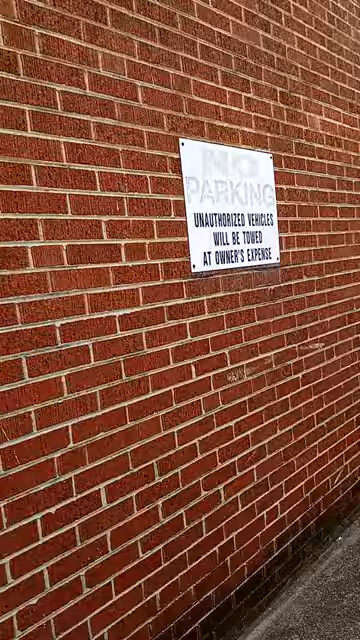 NO
PARKING
UNAUTHORIZED VEHICLES
WILL BE TOWED
AT OWNER'S EXPENSE